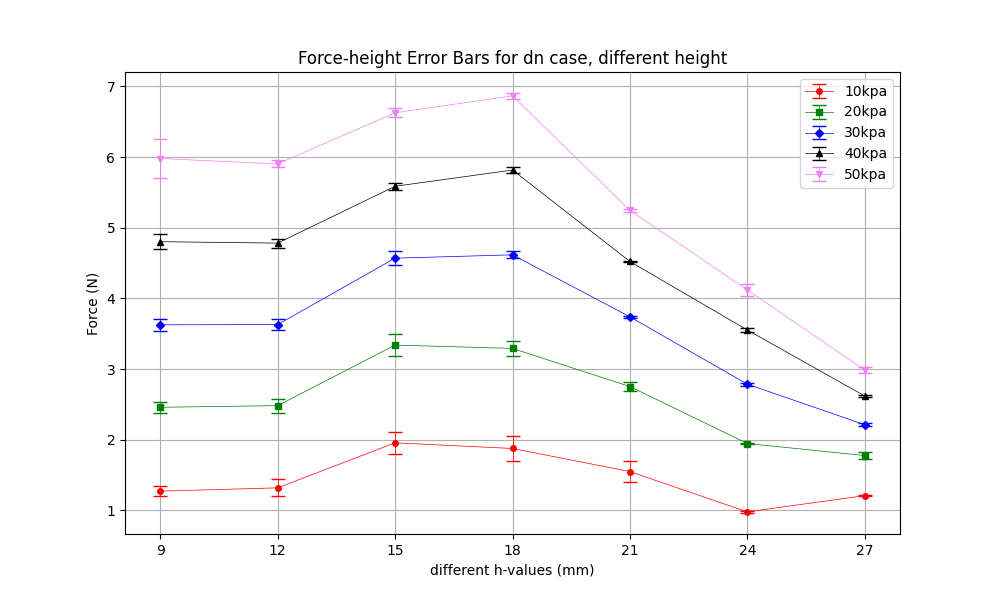 Force-height Error Bars for dn case, different height
7
6
5
4
3
2
1
Force (N)
10kpa
20kpa
30kpa
40kpa
50kpa
9 12 15 18 21 24 27
different h-values (mm)